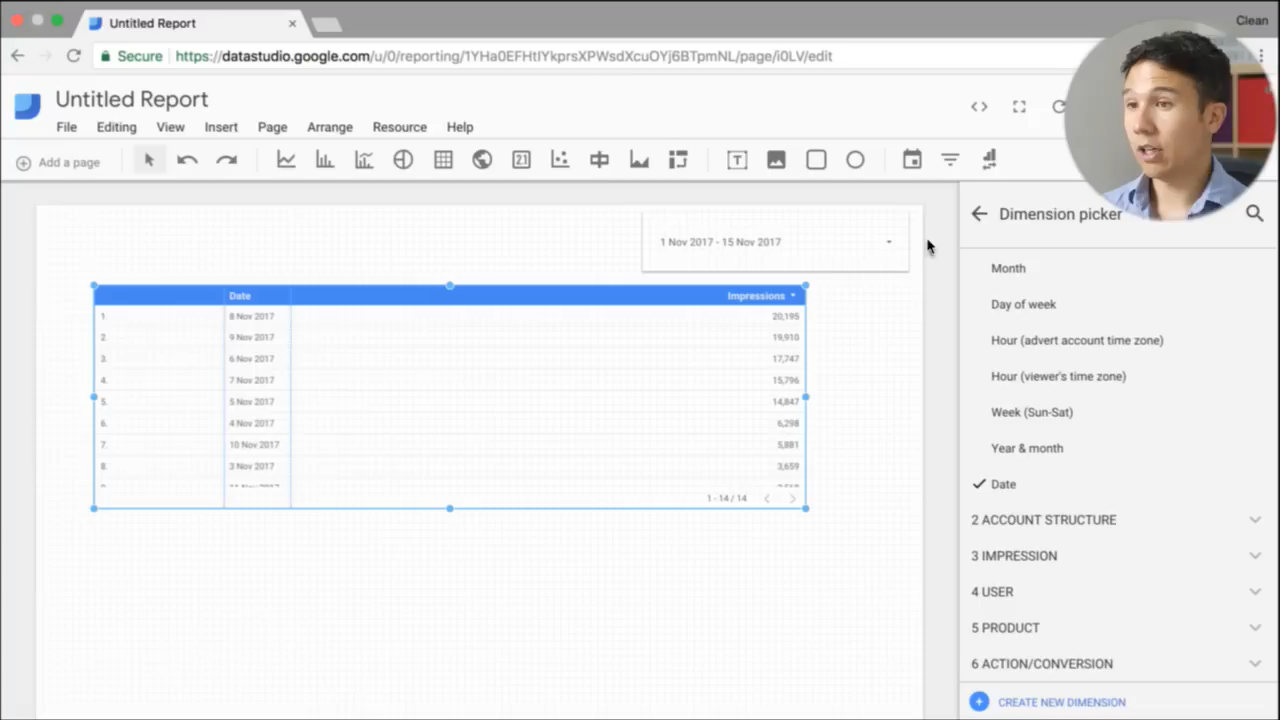 Untitled Report
Clean
Secure https://datastudio.google.com/u/0/reporting/1YHa0EFHtIYkprsXPWsdXcuOYj6BTpmNL/page/i0LV/edit
Untitled Report
File Editing View Insert Page Arrange Resource Help
Add a page
21
T
Dimension picker
1 Nov 2017 - 15 Nov 2017
Month
Day of week
Hour (advert account time zone)
Hour (viewer's time zone)
Week (Sun-Sat)
Year & month
Date
2 ACCOUNT STRUCTURE
3 IMPRESSION
4 USER
5 PRODUCT
6 ACTION/CONVERSION
CREATE NEW DIMENSION
Date Impressions
1. 8 Nov 2017 20,195
2. 9 Nov 2017 19,910
3. 6 Nov 2017 17,747
4. 7 Nov 2017 15,796
5. 5 Nov 2017 14,847
6. 4 Nov 2017 6,298
7. 10 Nov 2017 5,881
8. 3 Nov 2017 3,659
1 - 14 / 14